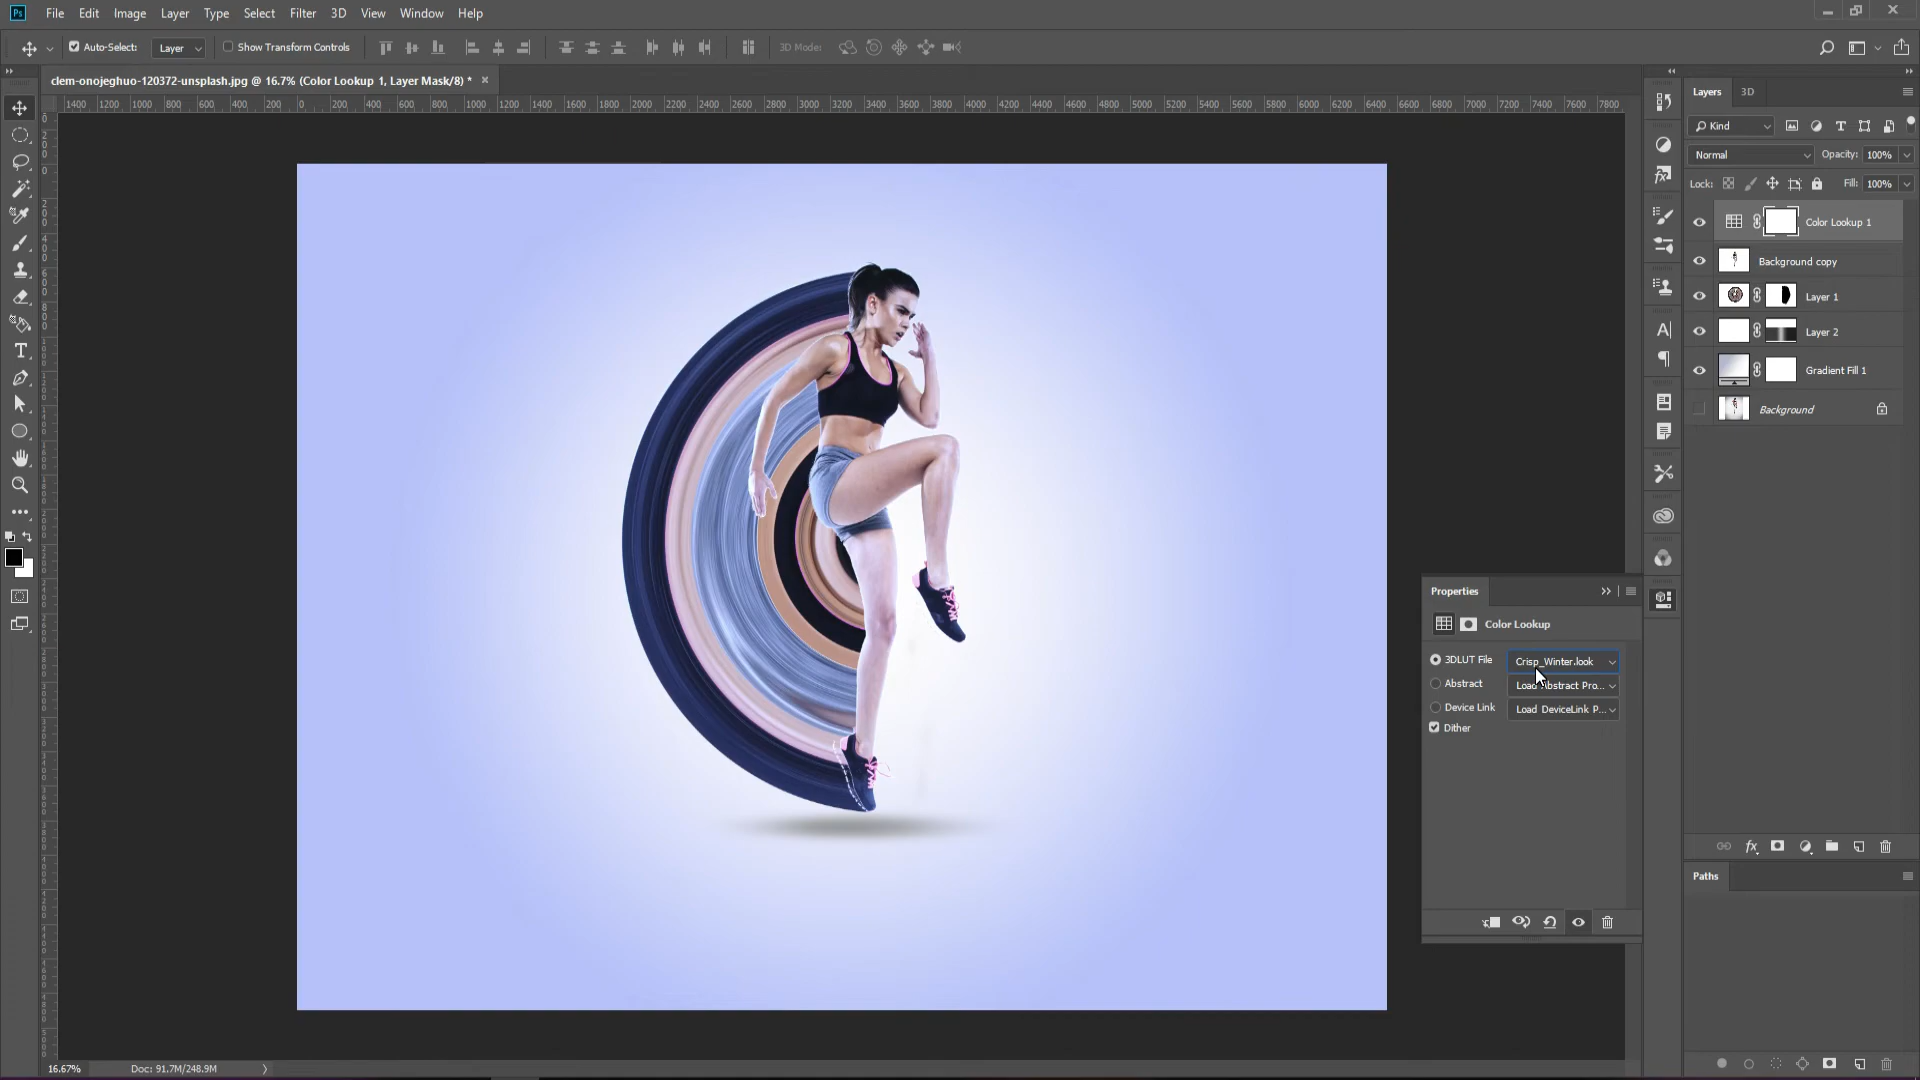 Ps File Edit Image Layer Type Select Filter 3D View Window Help
Auto-Select: Layer Show Transform Controls 3D Mode:
clem-onojeghuo-120372-unsplash.jpg @ 16.7% (Color Lookup 1, Layer Mask/8) *
1400 1200 1000 800 600 400 200 0 200 400 600 800 1000 1200 1400 1600 1800 2000 2200 2400 2600 2800 3000 3200 3400 3600 3800 4000 4200 4400 4600 4800 5000 5200 5400 5600 5800 6000 6200 6400 6600 6800 7000 7200 7400 7600 7800
Layers 3D
Kind
Normal Opacity: 100%
Lock: Fill: 100%
Color Lookup 1
Background copy
Layer 1
Layer 2
Gradient Fill 1
Background
Properties
Color Lookup
3DLUT File Crisp_Winter.look
Abstract Load Abstract Pro...
Device Link Load DeviceLink P...
Dither
Paths
16.67% Doc: 91.7M/248.9M